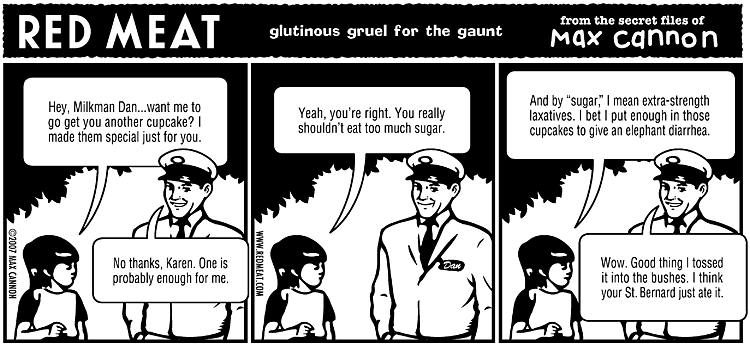 RED MEAT
glutinous gruel for the gaunt
from the secret files of
Max Cannon
Hey, Milkman Dan...want me to
go get you another cupcake? I
made them special just for you.
No thanks, Karen. One is
probably enough for me.
©2007 MAX CANNON
Yeah, you're right. You really
shouldn't eat too much sugar.
Dan
WWW.REDMEAT.COM
And by “sugar,” I mean extra-strength
laxatives. I bet I put enough in those
cupcakes to give an elephant diarrhea.
Wow. Good thing I tossed
it into the bushes. I think
your St. Bernard just ate it.